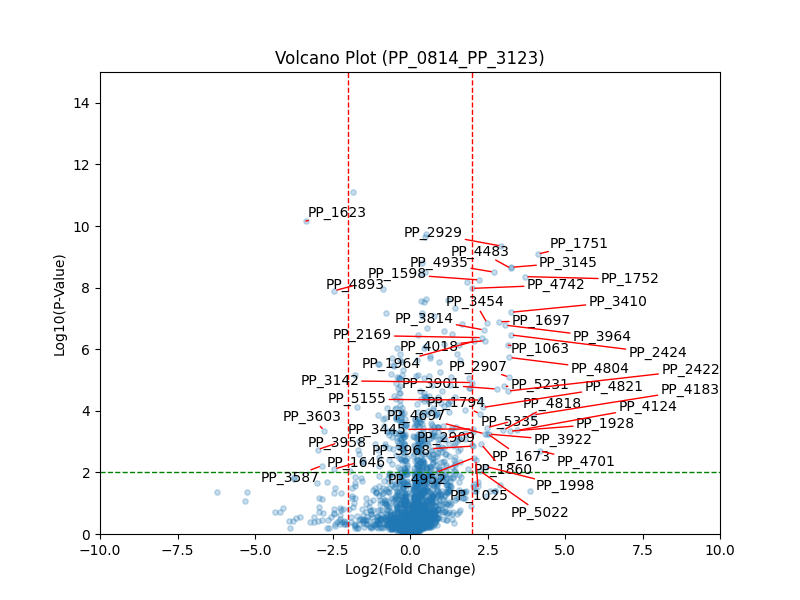 Volcano Plot (PP_0814_PP_3123)
14
12
10
8
6
4
2
0
Log10(P-Value)
PP_1623
PP_2929
PP_4483
PP_1751
PP_4935
PP_3145
PP_1598
PP_1752
PP_4893
PP_4742
PP_3454
PP_3410
PP_3814
PP_1697
PP_2169
PP_3964
PP_4018
PP_1063
PP_2424
PP_1964
PP_2907
PP_4804
PP_2422
PP_3142
PP_3901
PP_5231
PP_4821
PP_4183
PP_5155
PP_1794
PP_4818
PP_4124
PP_3603
PP_4697
PP_5335
PP_1928
PP_3445
PP_2909
PP_3922
PP_3958
PP_3968
PP_1673
PP_4701
PP_1646
PP_1860
PP_3587
PP_4952
PP_1998
PP_1025
PP_5022
−10.0 −7.5 −5.0 −2.5 0.0 2.5 5.0 7.5 10.0
Log2(Fold Change)